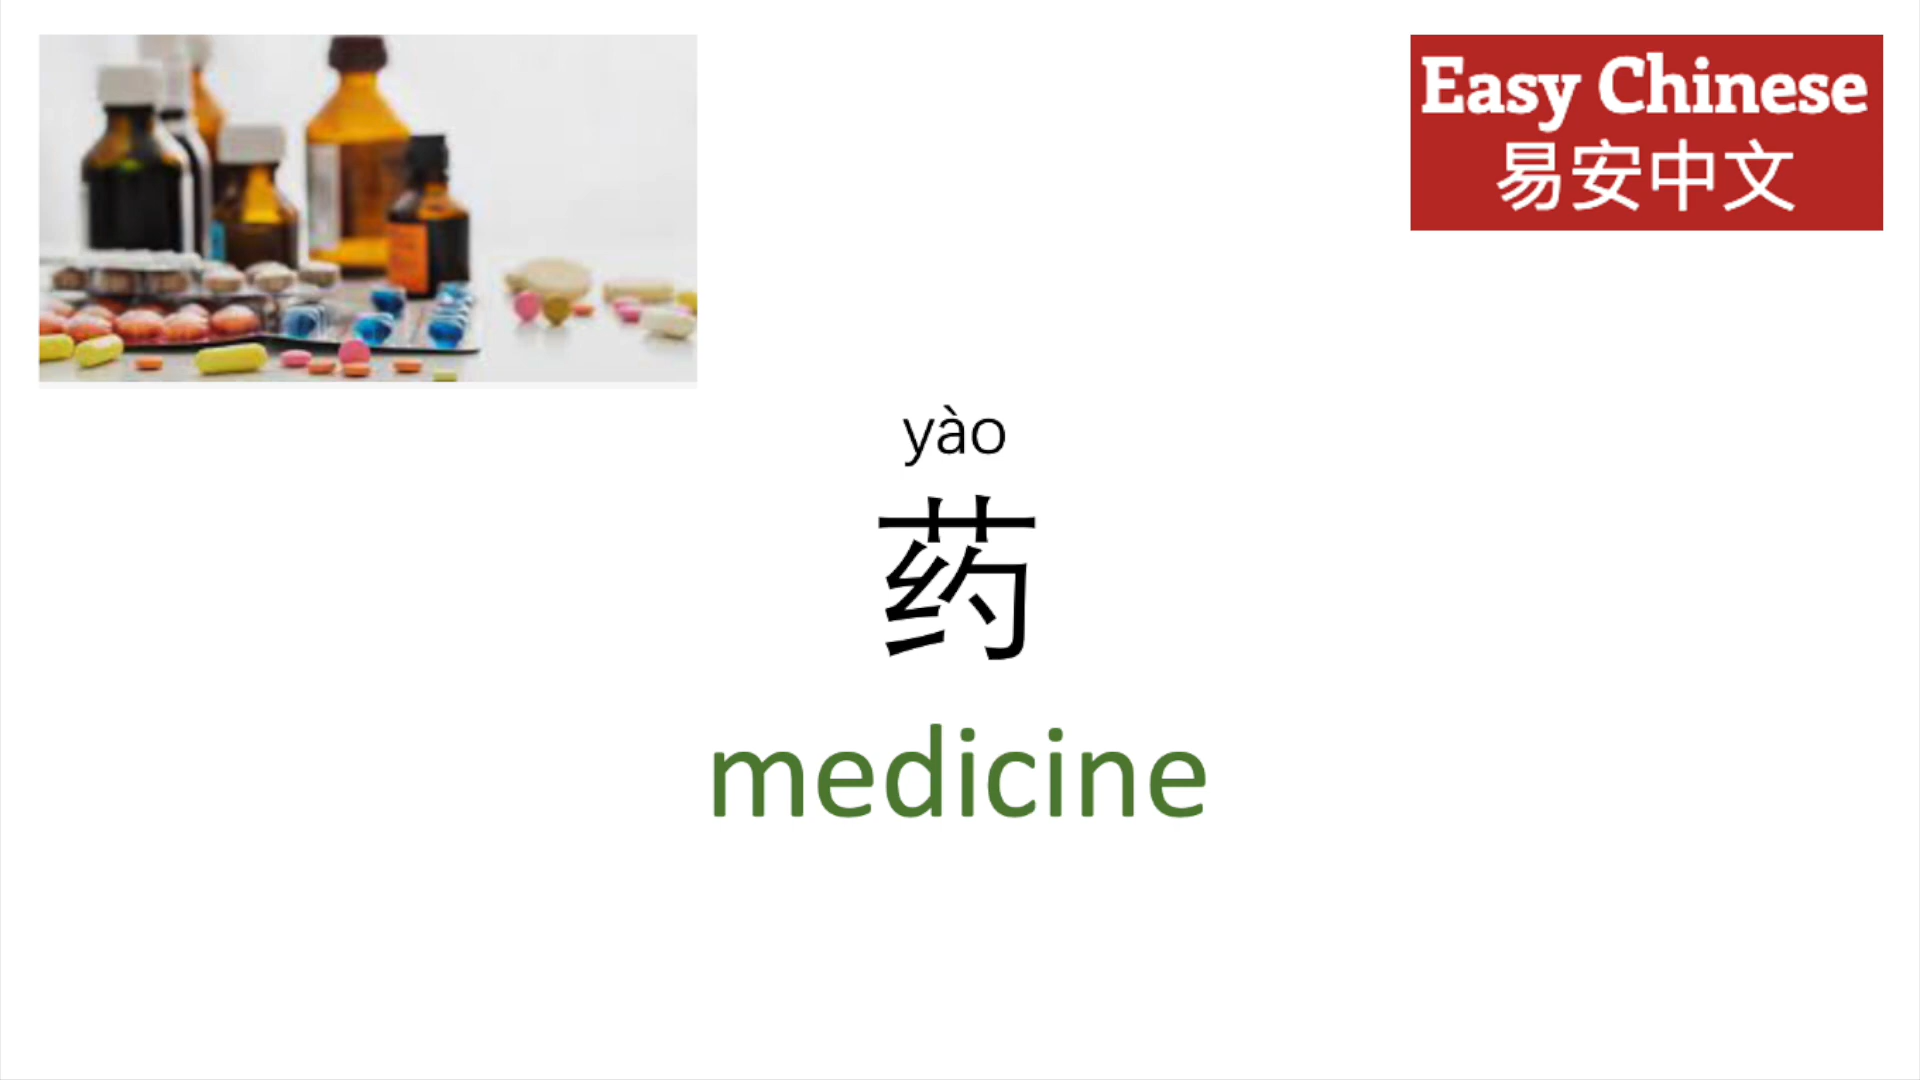 Easy Chinese
易安中文
yào
药
medicine